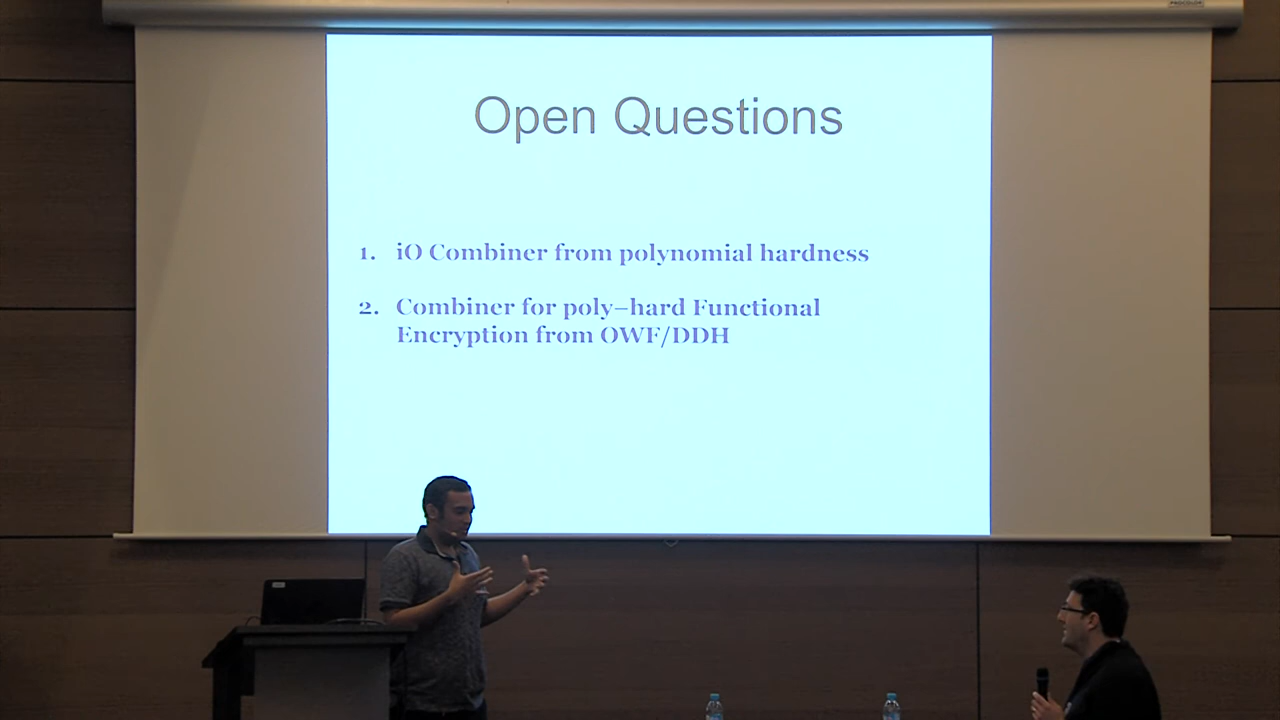 Open Questions
1. iO Combiner from polynomial hardness
2. Combiner for poly–hard Functional
Encryption from OWF/DDH